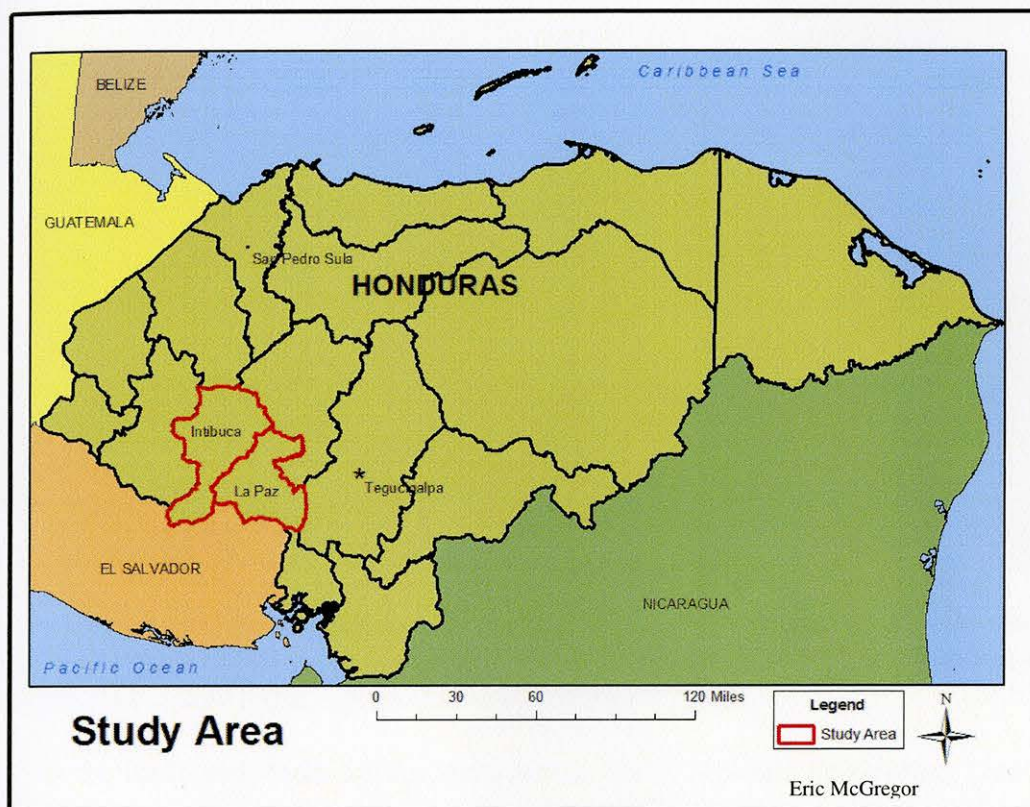 Caribbean Sea
BELIZE
GUATEMALA
San Pedro Sula
HONDURAS
Intibuca
La Paz
Tegucigalpa
EL SALVADOR
NICARAGUA
Pacific Ocean
0 30 60 120 Miles
Study Area
Legend
Study Area
N
Eric McGregor